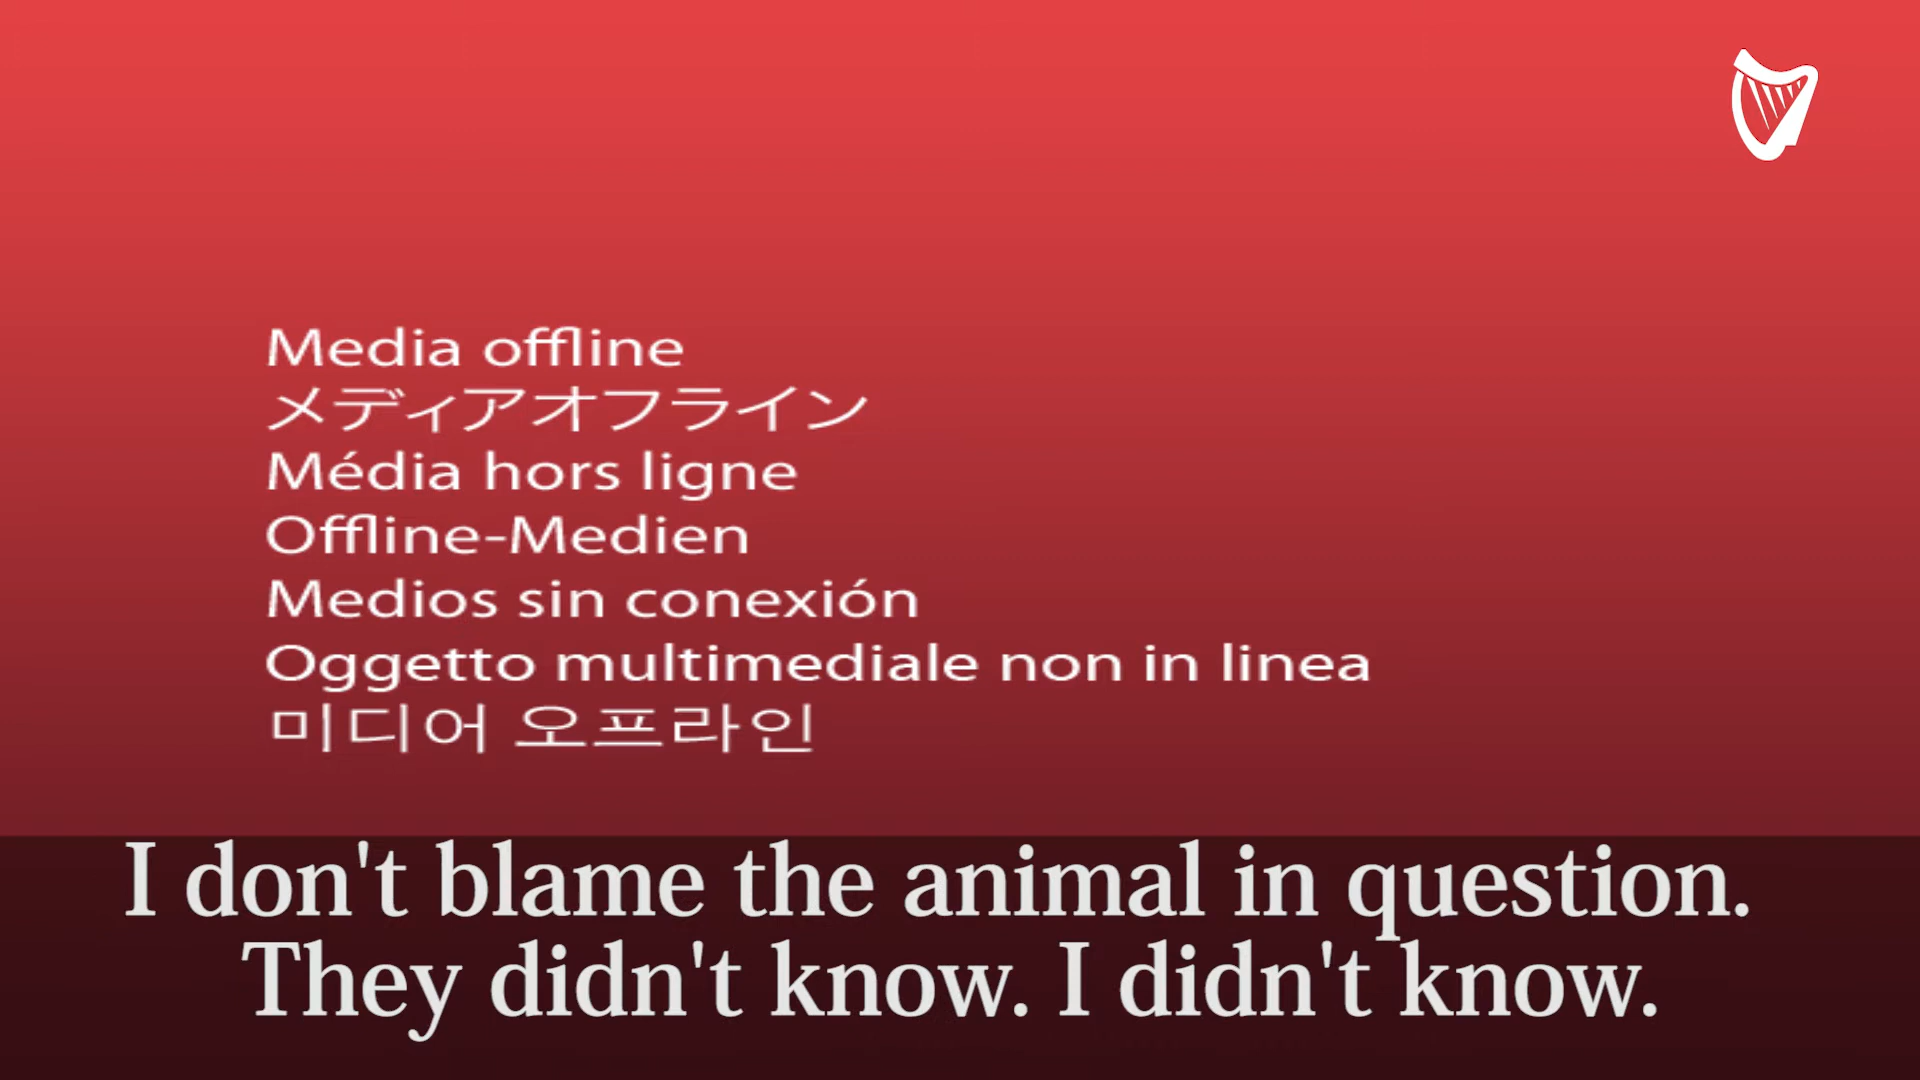 Media offline
メディアオフライン
Média hors ligne
Offline-Medien
Medios sin conexión
Oggetto multimediale non in linea
미디어 오프라인
I don't blame the animal in question.
They didn't know. I didn't know.